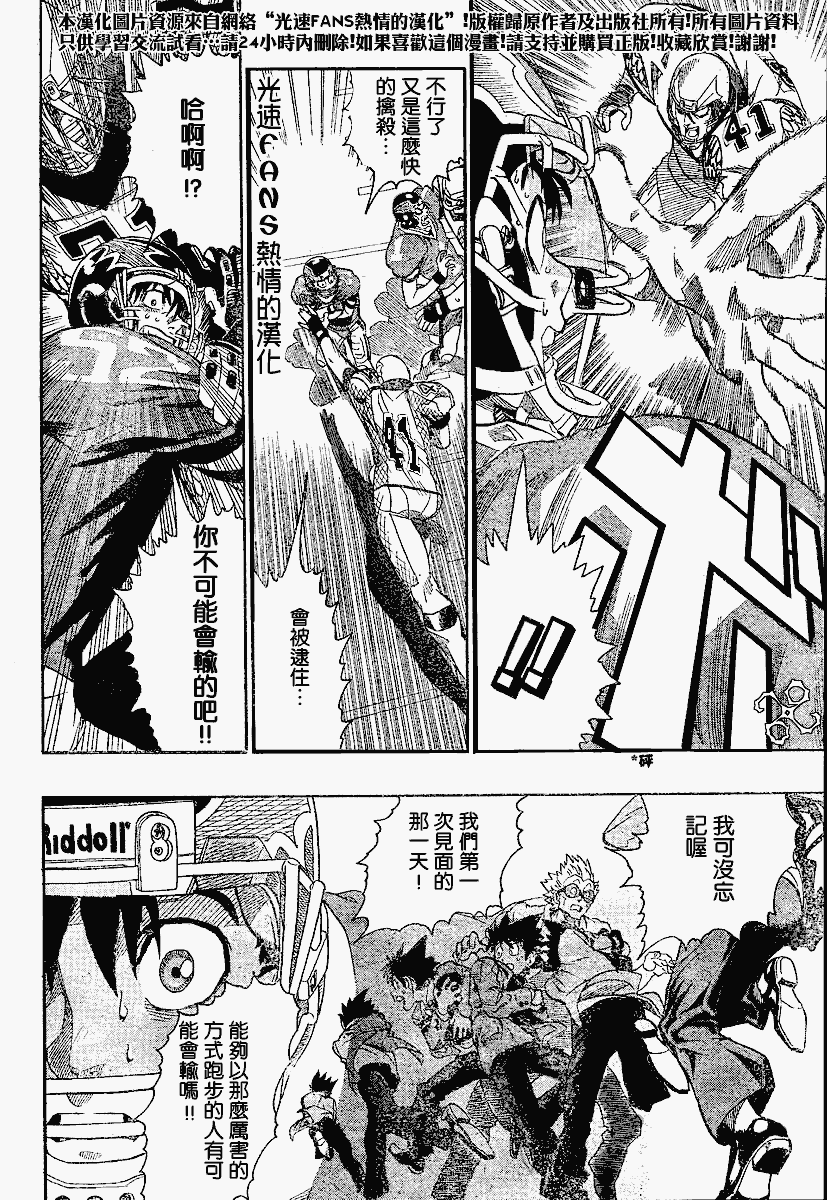 本漢化圖片資源來自網絡“光速FANS熱情的漢化”!版權歸原作者及出版社所有!所有圖片資料
只供學習交流試看，請24小時內刪除!如果喜歡這個漫畫!請支持並購買正版!收藏欣賞!謝謝!
41
*砰
不行了
又是這麼快
的擒殺…
光速FANS熱情的漢化
41
會被逮住…
哈啊啊!?
你不可能會輸的吧!!
我可沒忘
記喔
我們第一
次見面的
那一天！
Riddoll
能夠以那麼厲害的
方式跑步的人有可
能會輸嗎!!